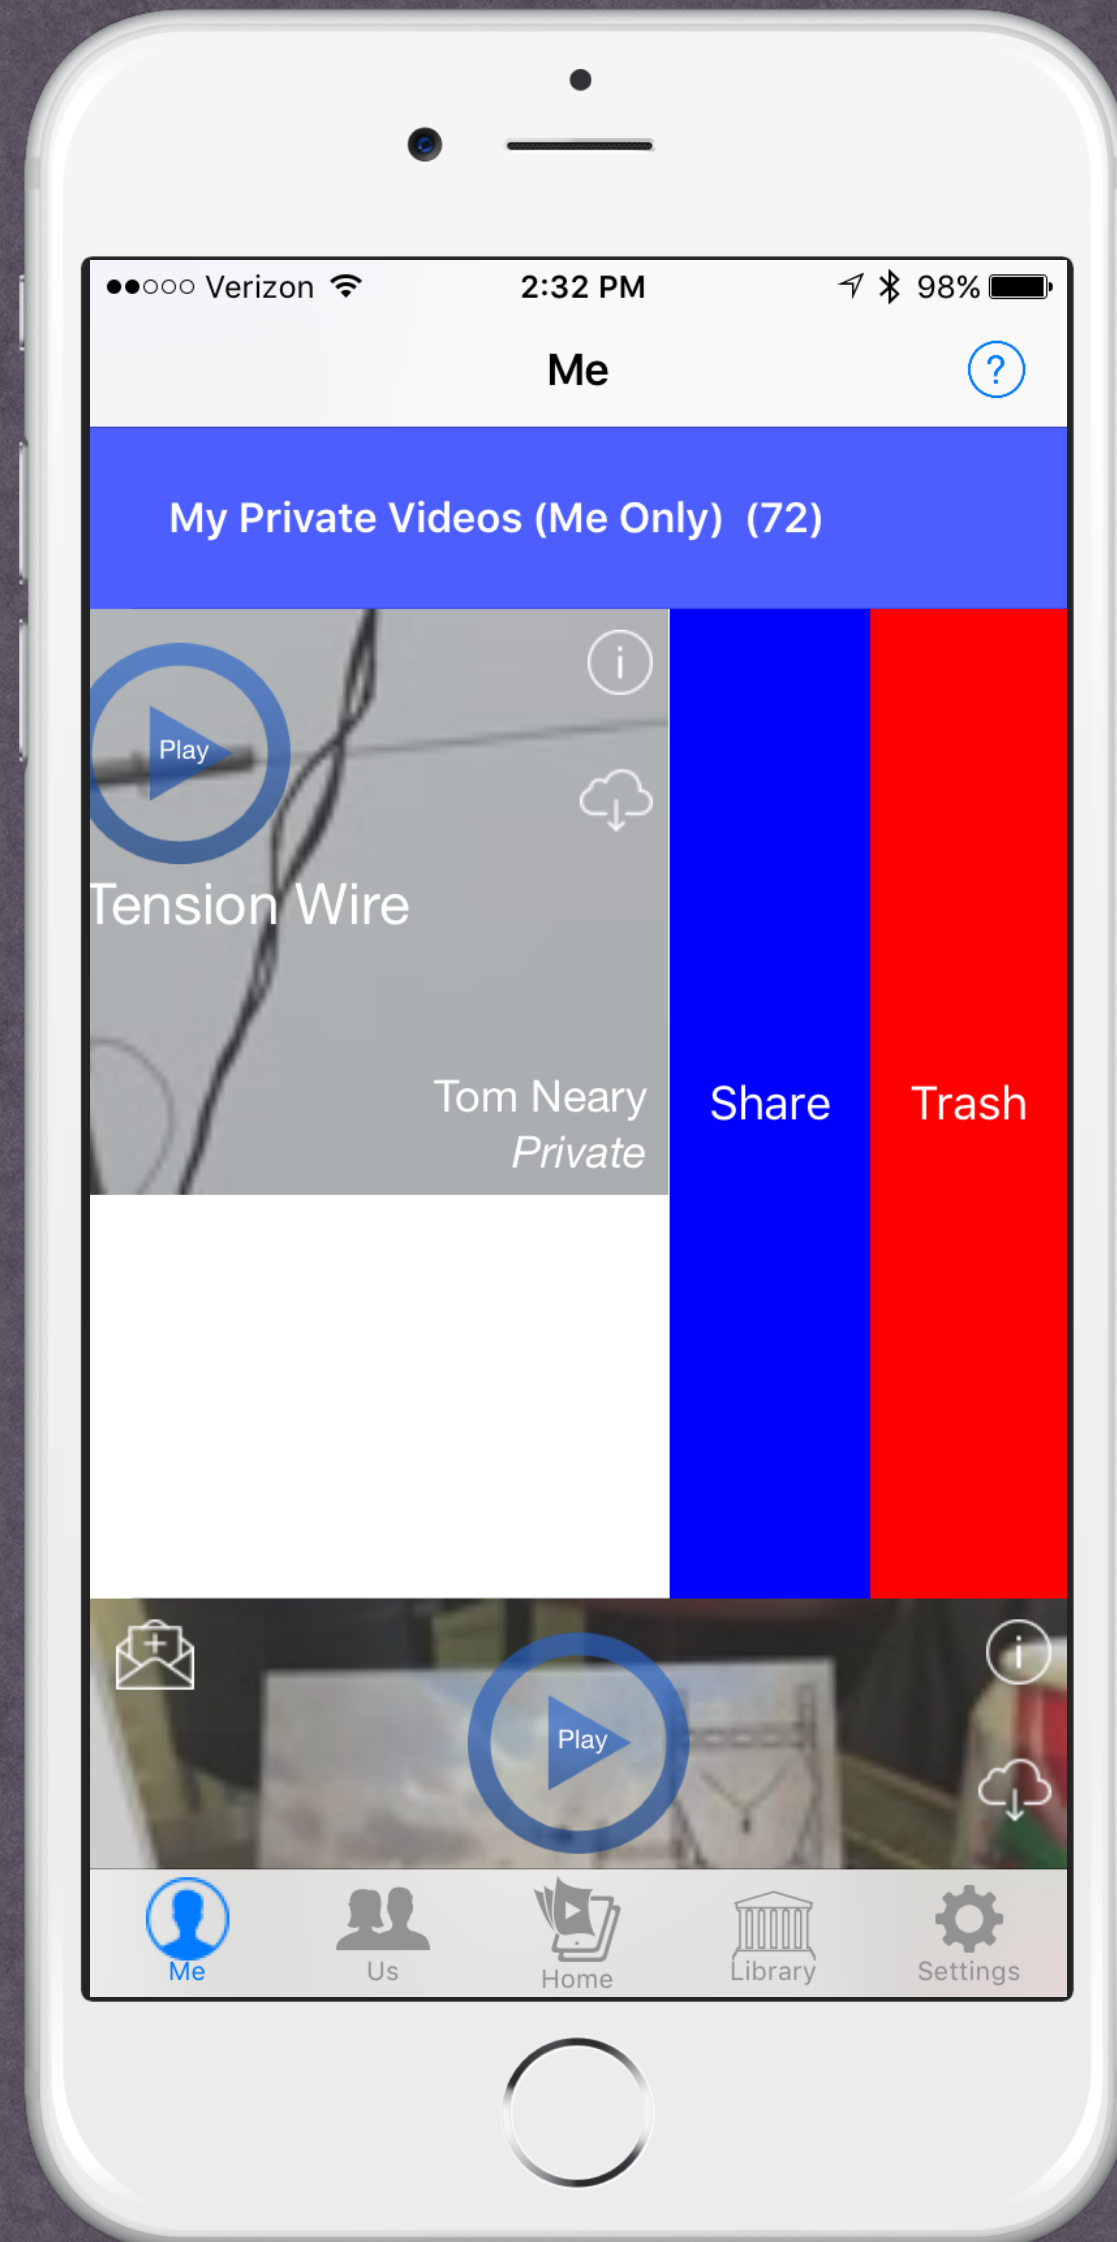 Verizon 2:32 PM 98%
Me ?
My Private Videos (Me Only) (72)
i
Play
Tension Wire
Tom Neary
Private
Share Trash
i
Play
Me Us Home Library Settings